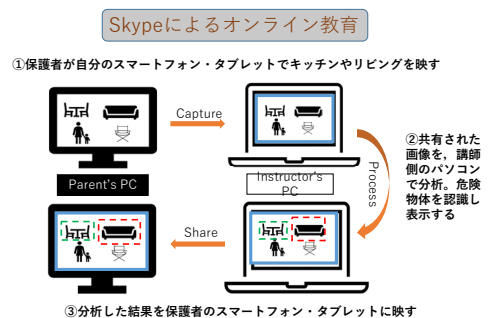 Skypeによるオンライン教育
①保護者が自分のスマートフォン・タブレットでキッチンやリビングを映す
Capture
Parent's PC
Instructor's
PC
Process
②共有された
画像を，講師
側のパソコン
で分析。危険
物体を認識し
表示する
Share
③分析した結果を保護者のスマートフォン・タブレットに映す